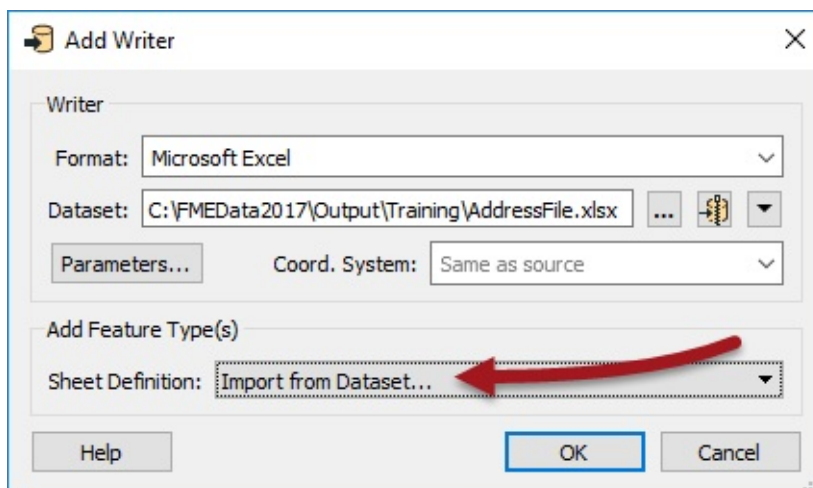 Add Writer
Writer
Format: Microsoft Excel
Dataset: C:\FMEData2017\Output\Training\AddressFile.xlsx ...
Parameters... Coord. System: Same as source
Add Feature Type(s)
Sheet Definition: Import from Dataset...
Help OK Cancel